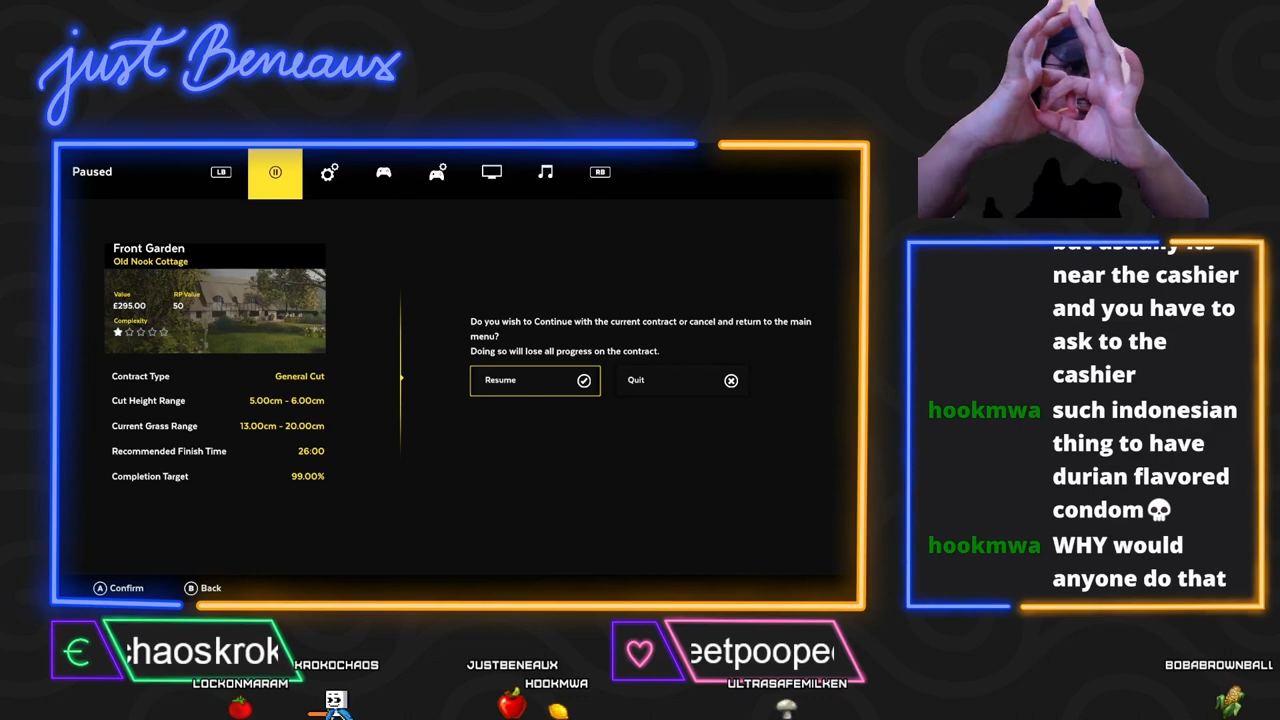 just Beneaux
Paused
LB
RB
Front Garden
Old Nook Cottage
Value
RP Value
£295.00
50
Complexity
Contract Type
General Cut
Cut Height Range
5.00cm - 6.00cm
Current Grass Range
13.00cm - 20.00cm
Recommended Finish Time
26:00
Completion Target
99.00%
Do you wish to Continue with the current contract or cancel and return to the main
menu?
Doing so will lose all progress on the contract.
Resume
Quit
A Confirm
B Back
near the cashier
and you have to
ask to the
cashier
hookmwa such indonesian
thing to have
durian flavored
condom💀
hookmwa WHY would
anyone do that
€ haoskrok
eetpoope
KROKOCHAOS
JUSTBENEAUX
BOBABROWNBALL
LOCKONMARAM
HOOKMWA
ULTRASAFEMILKEN